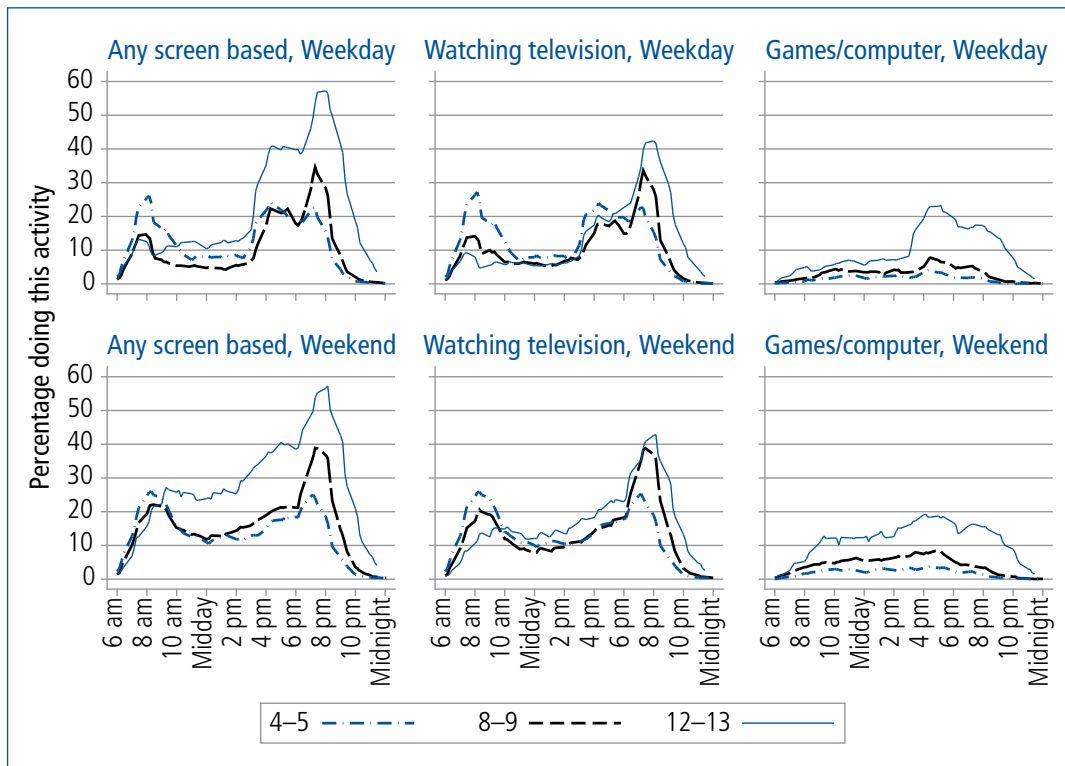 Any screen based, Weekday
Watching television, Weekday
Games/computer, Weekday
Percentage doing this activity
60
50
40
30
20
10
0
6 am
8 am
10 am
Midday
2 pm
4 pm
6 pm
8 pm
10 pm
Midnight
Any screen based, Weekend
Watching television, Weekend
Games/computer, Weekend
60
50
40
30
20
10
0
6 am
8 am
10 am
Midday
2 pm
4 pm
6 pm
8 pm
10 pm
Midnight
6 am
8 am
10 am
Midday
2 pm
4 pm
6 pm
8 pm
10 pm
Midnight
4–5
8–9
12–13